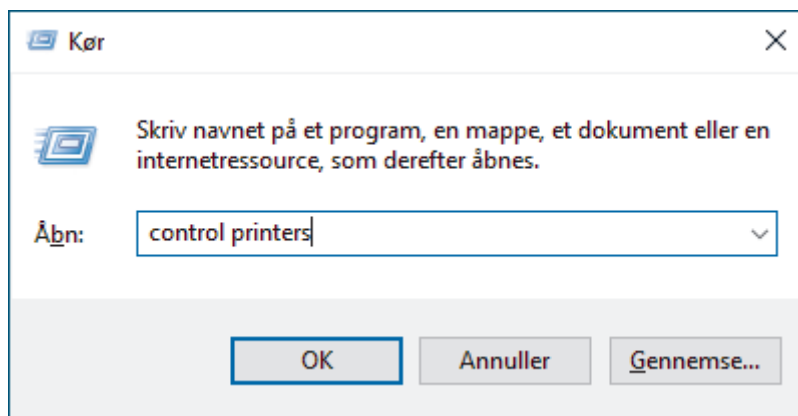 Kør
Skriv navnet på et program, en mappe, et dokument eller en
internetressource, som derefter åbnes.
Åbn:
control printers
OK
Annuller
Gennemse...